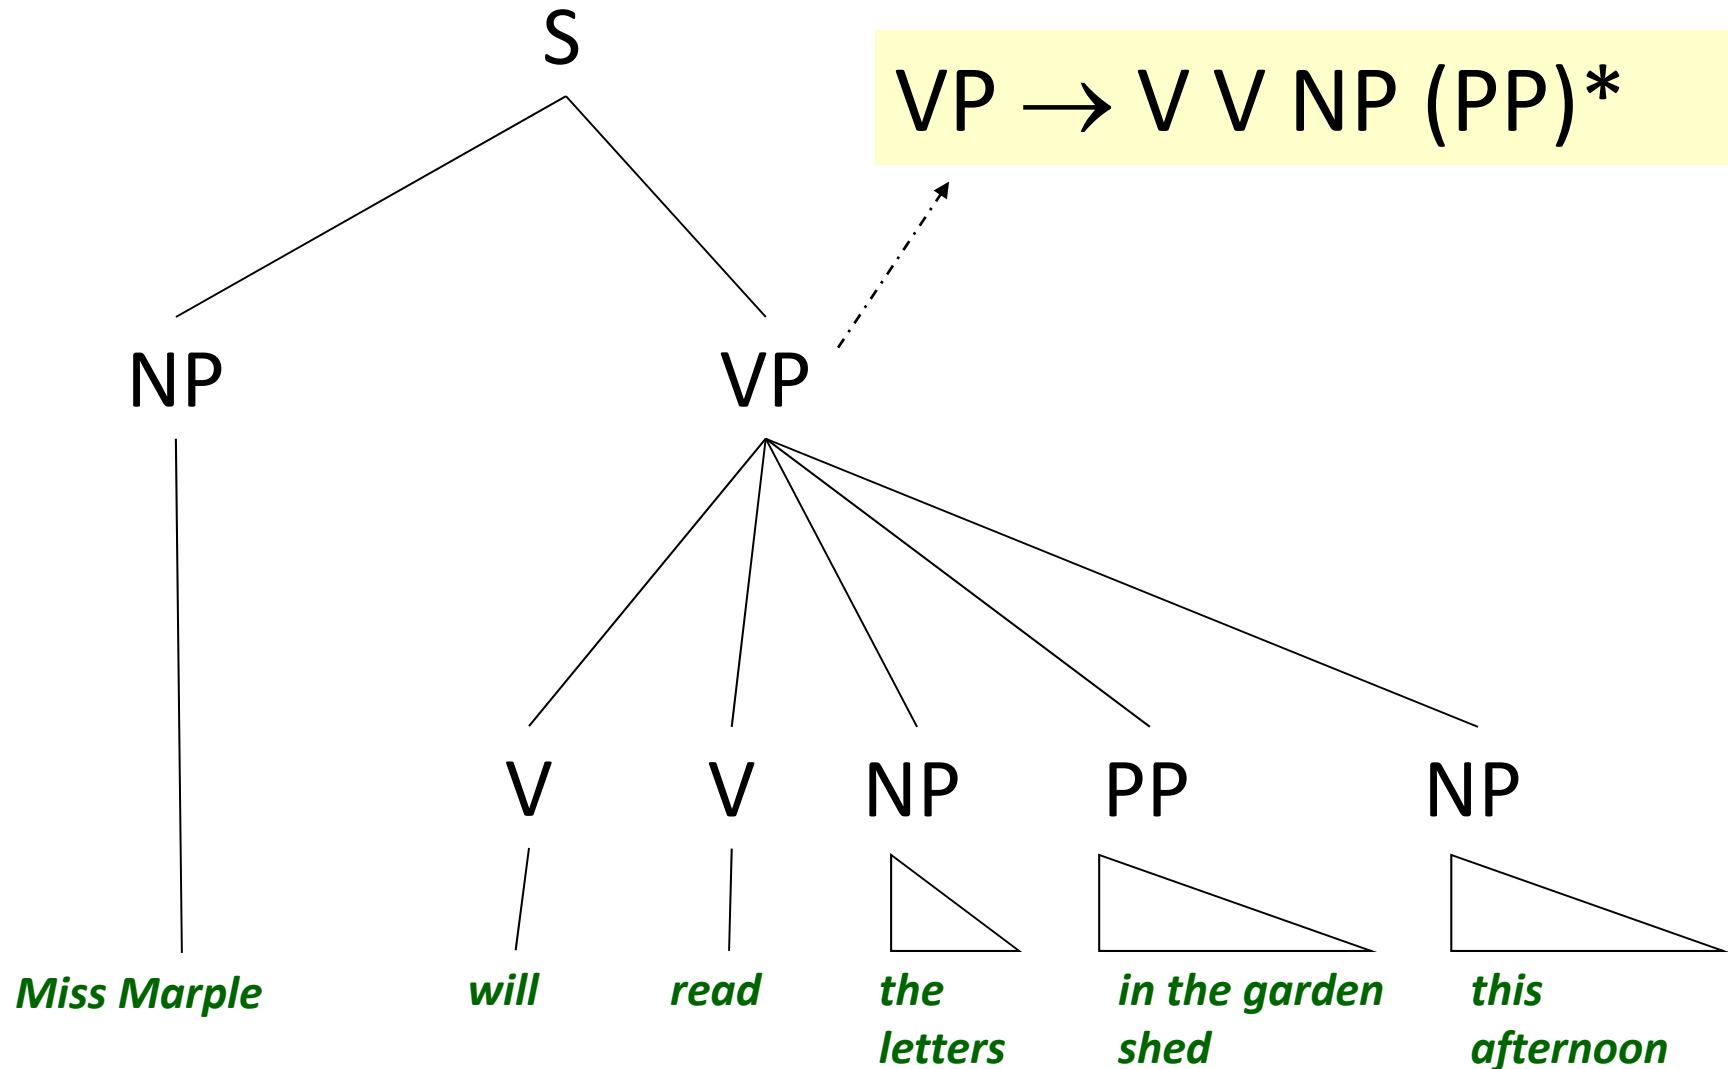 S
VP → V V NP (PP)*
NP
VP
V
V
NP
PP
NP
Miss Marple
will
read
the
letters
in the garden
shed
this
afternoon